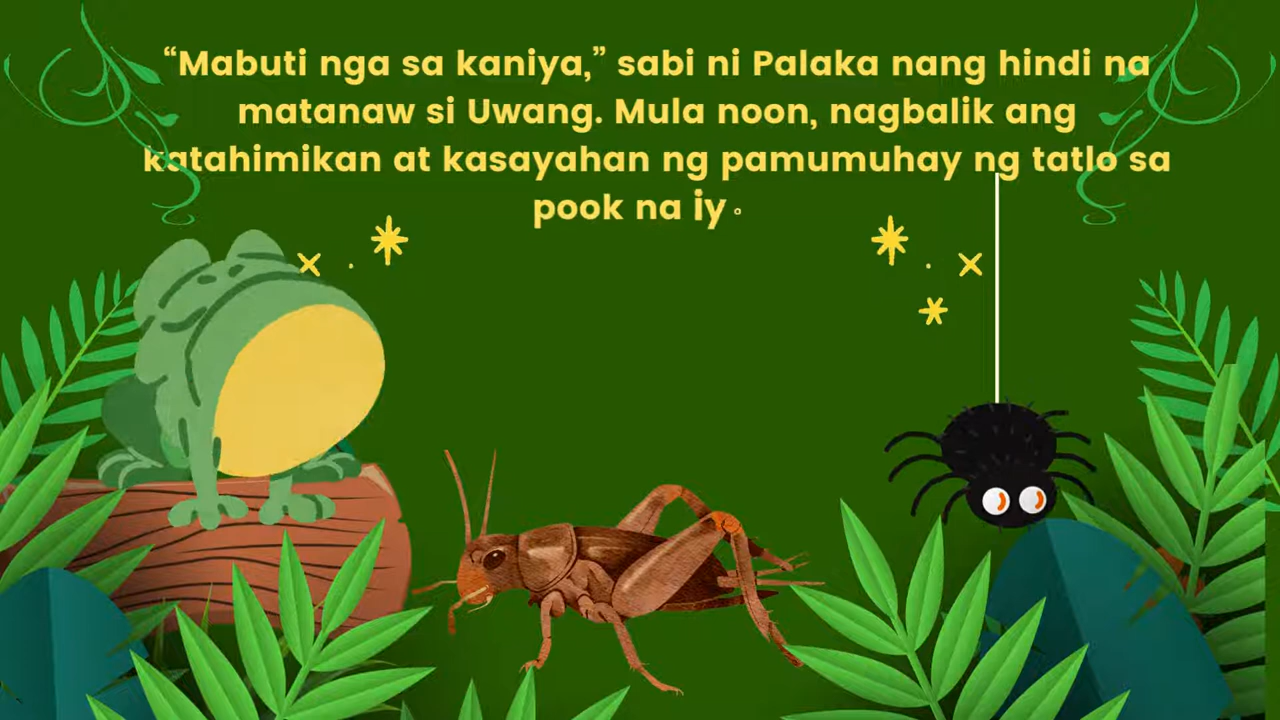 “Mabuti nga sa kaniya,” sabi ni Palaka nang hindi na
matanaw si Uwang. Mula noon, nagbalik ang
katahimikan at kasayahan ng pamumuhay ng tatlo sa
pook na iy